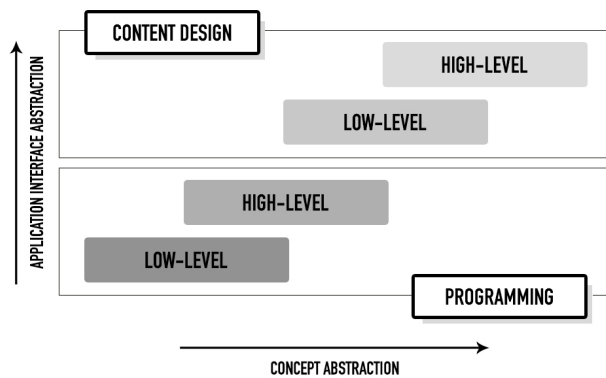 CONTENT DESIGN
HIGH-LEVEL
LOW-LEVEL
HIGH-LEVEL
LOW-LEVEL
PROGRAMMING
APPLICATION INTERFACE ABSTRACTION
CONCEPT ABSTRACTION